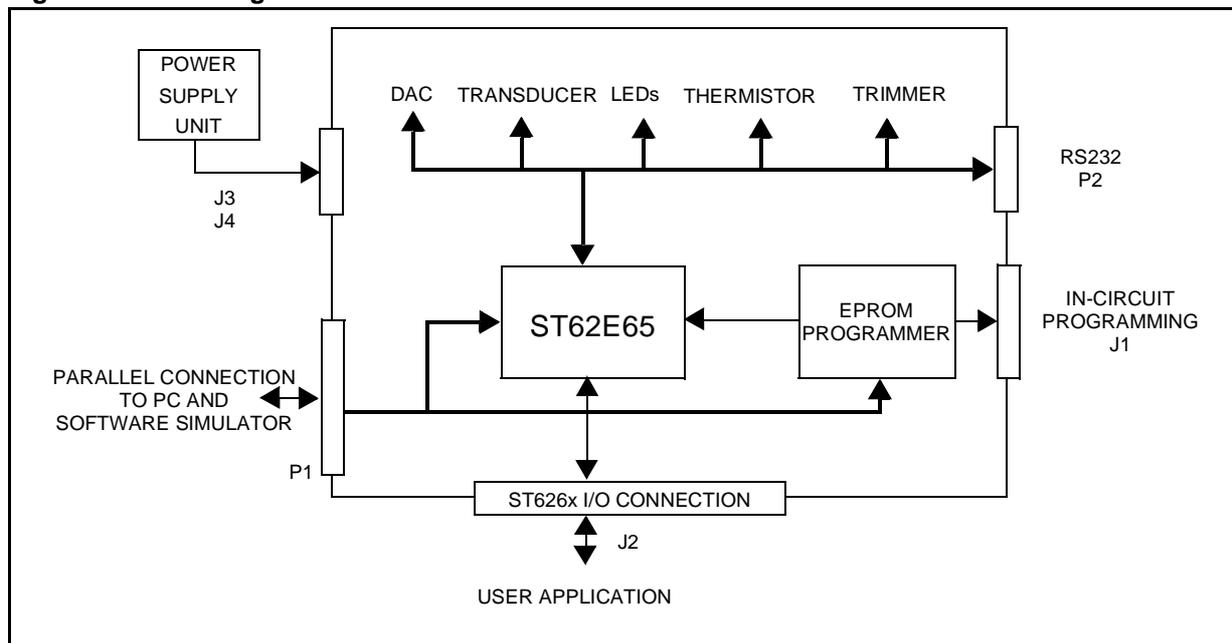 POWER
SUPPLY
UNIT
DAC TRANSDUCER LEDs THERMISTOR TRIMMER
RS232
P2
J3
J4
ST62E65
EPROM
PROGRAMMER
IN-CIRCUIT
PROGRAMMING
J1
PARALLEL CONNECTION
TO PC AND
SOFTWARE SIMULATOR
P1
ST626x I/O CONNECTION
J2
USER APPLICATION